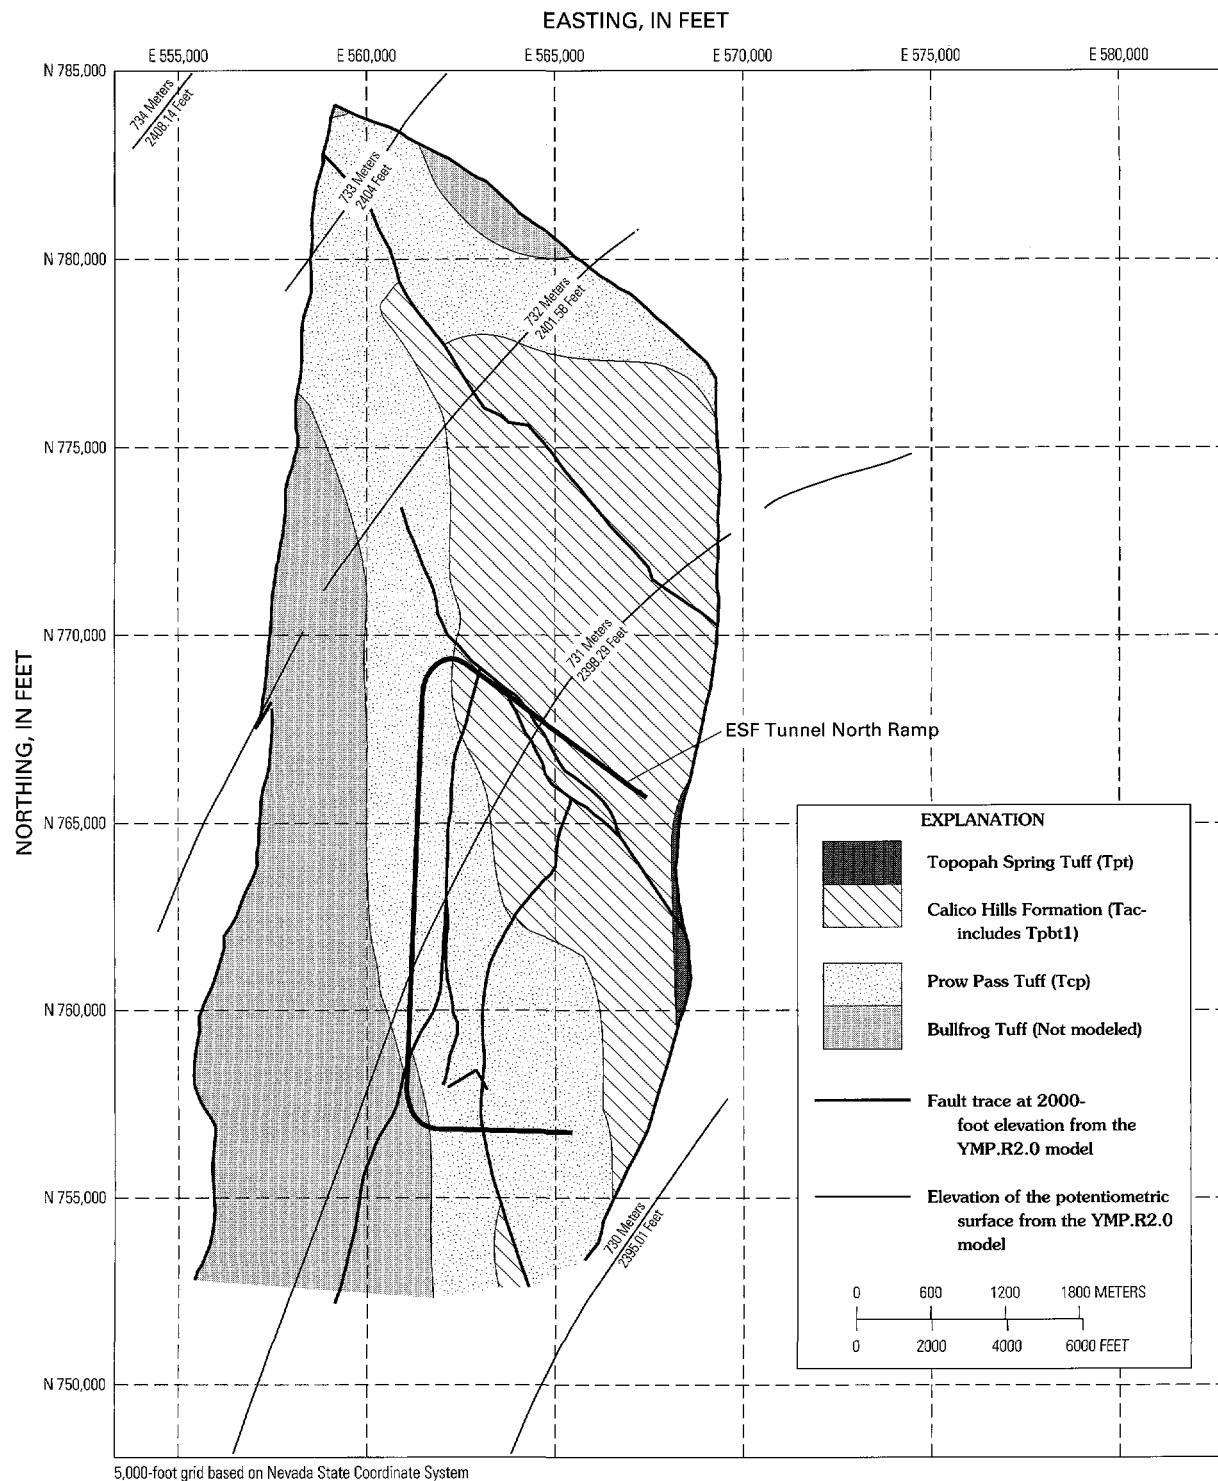 EASTING, IN FEET
E 555,000
E 560,000
E 565,000
E 570,000
E 575,000
E 580,000
N 785,000
734 Meters
2408.14 Feet
733 Meters
2404 Feet
N 780,000
732 Meters
2401.58 Feet
N 775,000
N 770,000
731 Meters
2398.29 Feet
NORTHING, IN FEET
ESF Tunnel North Ramp
N 765,000
EXPLANATION
Topopah Spring Tuff (Tpt)
Calico Hills Formation (Tac-
includes Tpbt1)
Prow Pass Tuff (Tcp)
Bullfrog Tuff (Not modeled)
Fault trace at 2000-
foot elevation from the
YMP.R2.0 model
Elevation of the potentiometric
surface from the YMP.R2.0
model
0 600 1200 1800 METERS
0 2000 4000 6000 FEET
N 760,000
N 755,000
730 Meters
2395.01 Feet
N 750,000
5,000-foot grid based on Nevada State Coordinate System